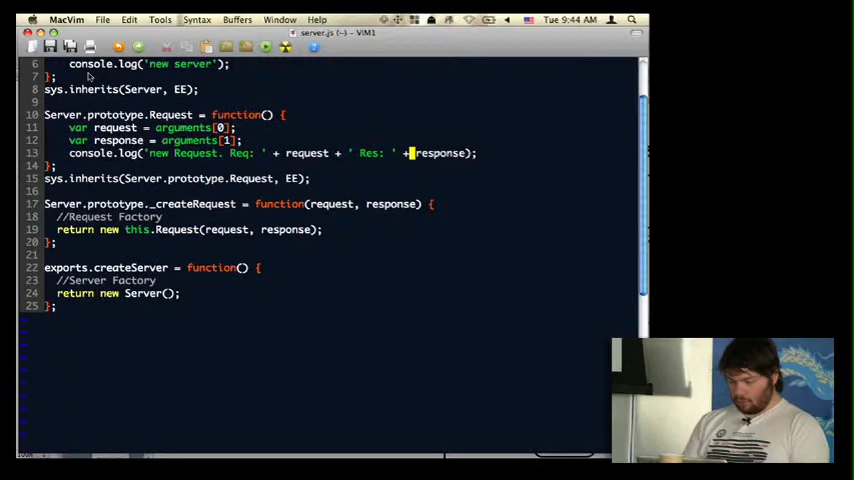 MacVim File Edit Tools Syntax Buffers Window Help Tue 9:44 AM
server.js (~) - VIM1
6 console.log('new server');
7 };
8 sys.inherits(Server, EE);
9
10 Server.prototype.Request = function() {
11 var request = arguments[0];
12 var response = arguments[1];
13 console.log('new Request. Req: ' + request + ' Res: ' + response);
14 };
15 sys.inherits(Server.prototype.Request, EE);
16
17 Server.prototype._createRequest = function(request, response) {
18 //Request Factory
19 return new this.Request(request, response);
20 };
21
22 exports.createServer = function() {
23 //Server Factory
24 return new Server();
25 };
~
~
~
~
~
~
~
~
~
~
~